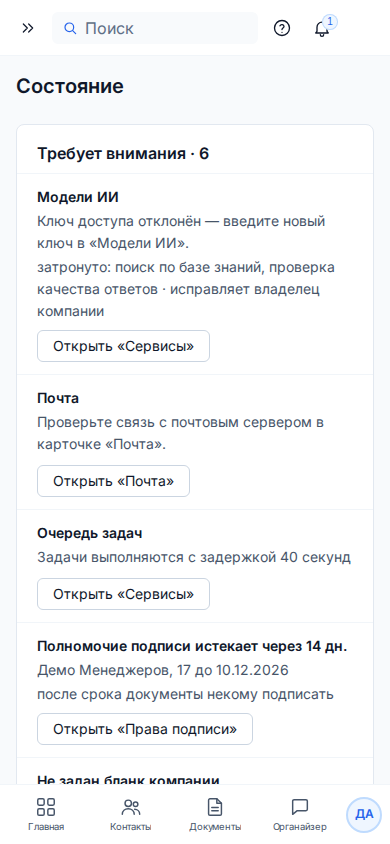 Поиск
1
Состояние
Требует внимания · 6
Модели ИИ
Ключ доступа отклонён — введите новый
ключ в «Модели ИИ».
затронуто: поиск по базе знаний, проверка
качества ответов · исправляет владелец
компании
Открыть «Сервисы»
Почта
Проверьте связь с почтовым сервером в
карточке «Почта».
Открыть «Почта»
Очередь задач
Задачи выполняются с задержкой 40 секунд
Открыть «Сервисы»
Полномочие подписи истекает через 14 дн.
Демо Менеджеров, 17 до 10.12.2026
после срока документы некому подписать
Открыть «Права подписи»
Не задан бланк компании
Главная
Контакты
Документы
Органайзер
ДА